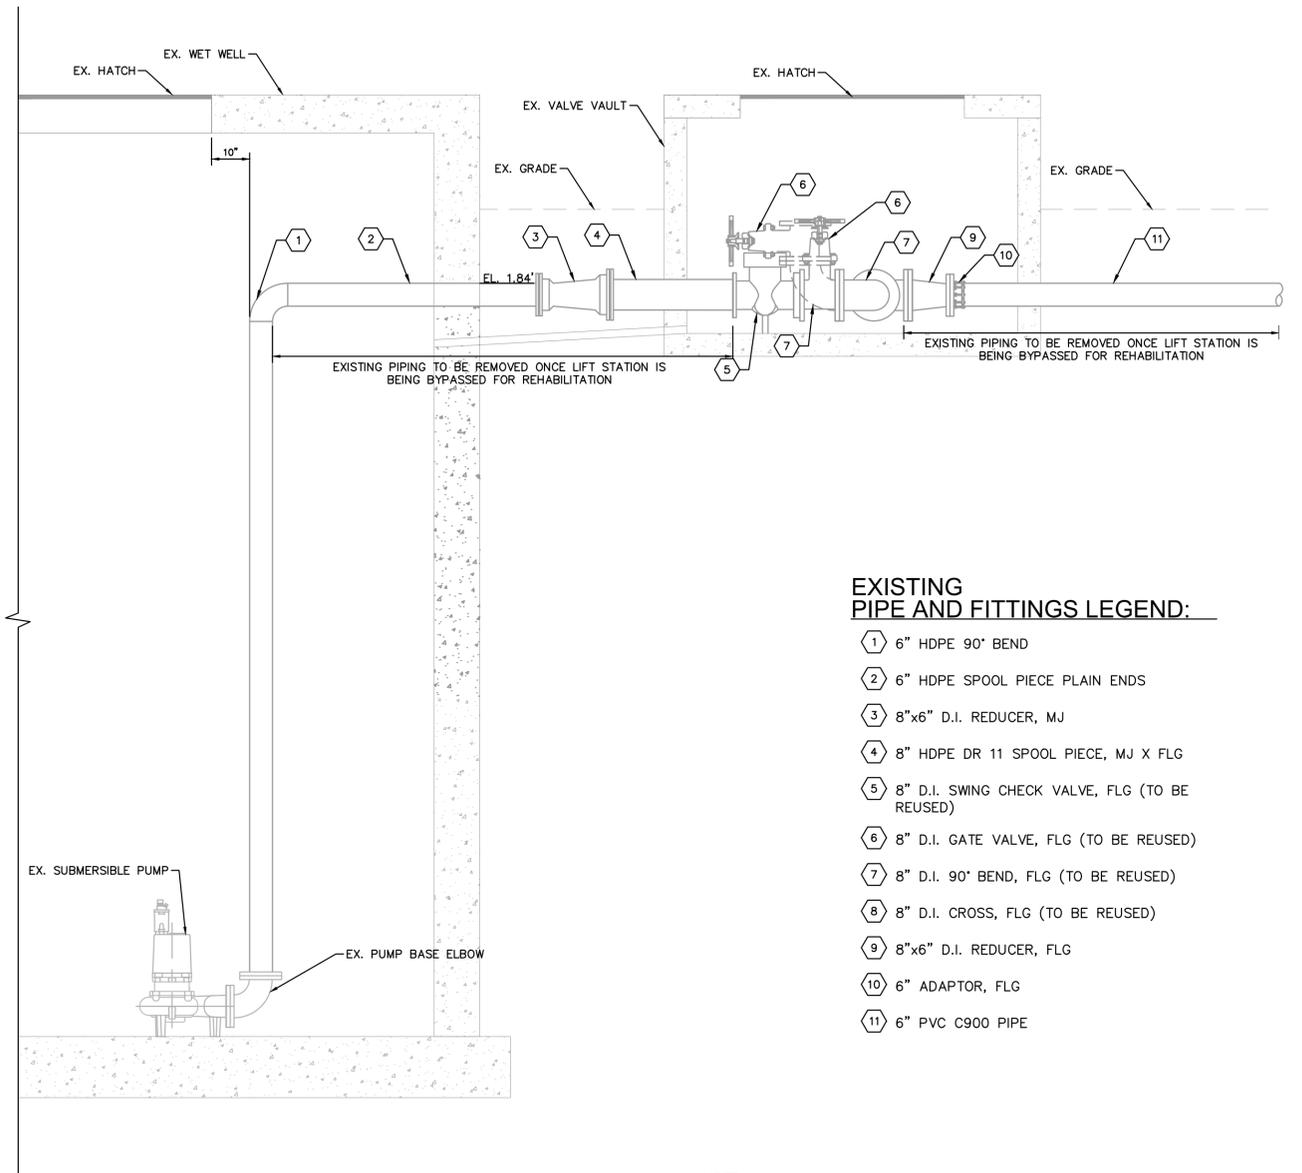 EX. WET WELL
EX. HATCH
EX. HATCH
EX. VALVE VAULT
10"
EX. GRADE
EX. GRADE
6
6
1
2
3
4
7
9
10
11
EL. 1.84'
7
5
EXISTING PIPING TO BE REMOVED ONCE LIFT STATION IS
BEING BYPASSED FOR REHABILITATION
EXISTING PIPING TO BE REMOVED ONCE LIFT STATION IS
BEING BYPASSED FOR REHABILITATION
EXISTING
PIPE AND FITTINGS LEGEND:
1 6" HDPE 90° BEND
2 6" HDPE SPOOL PIECE PLAIN ENDS
3 8"x6" D.I. REDUCER, MJ
4 8" HDPE DR 11 SPOOL PIECE, MJ X FLG
5 8" D.I. SWING CHECK VALVE, FLG (TO BE
REUSED)
6 8" D.I. GATE VALVE, FLG (TO BE REUSED)
7 8" D.I. 90° BEND, FLG (TO BE REUSED)
8 8" D.I. CROSS, FLG (TO BE REUSED)
9 8"x6" D.I. REDUCER, FLG
10 6" ADAPTOR, FLG
11 6" PVC C900 PIPE
EX. SUBMERSIBLE PUMP
EX. PUMP BASE ELBOW